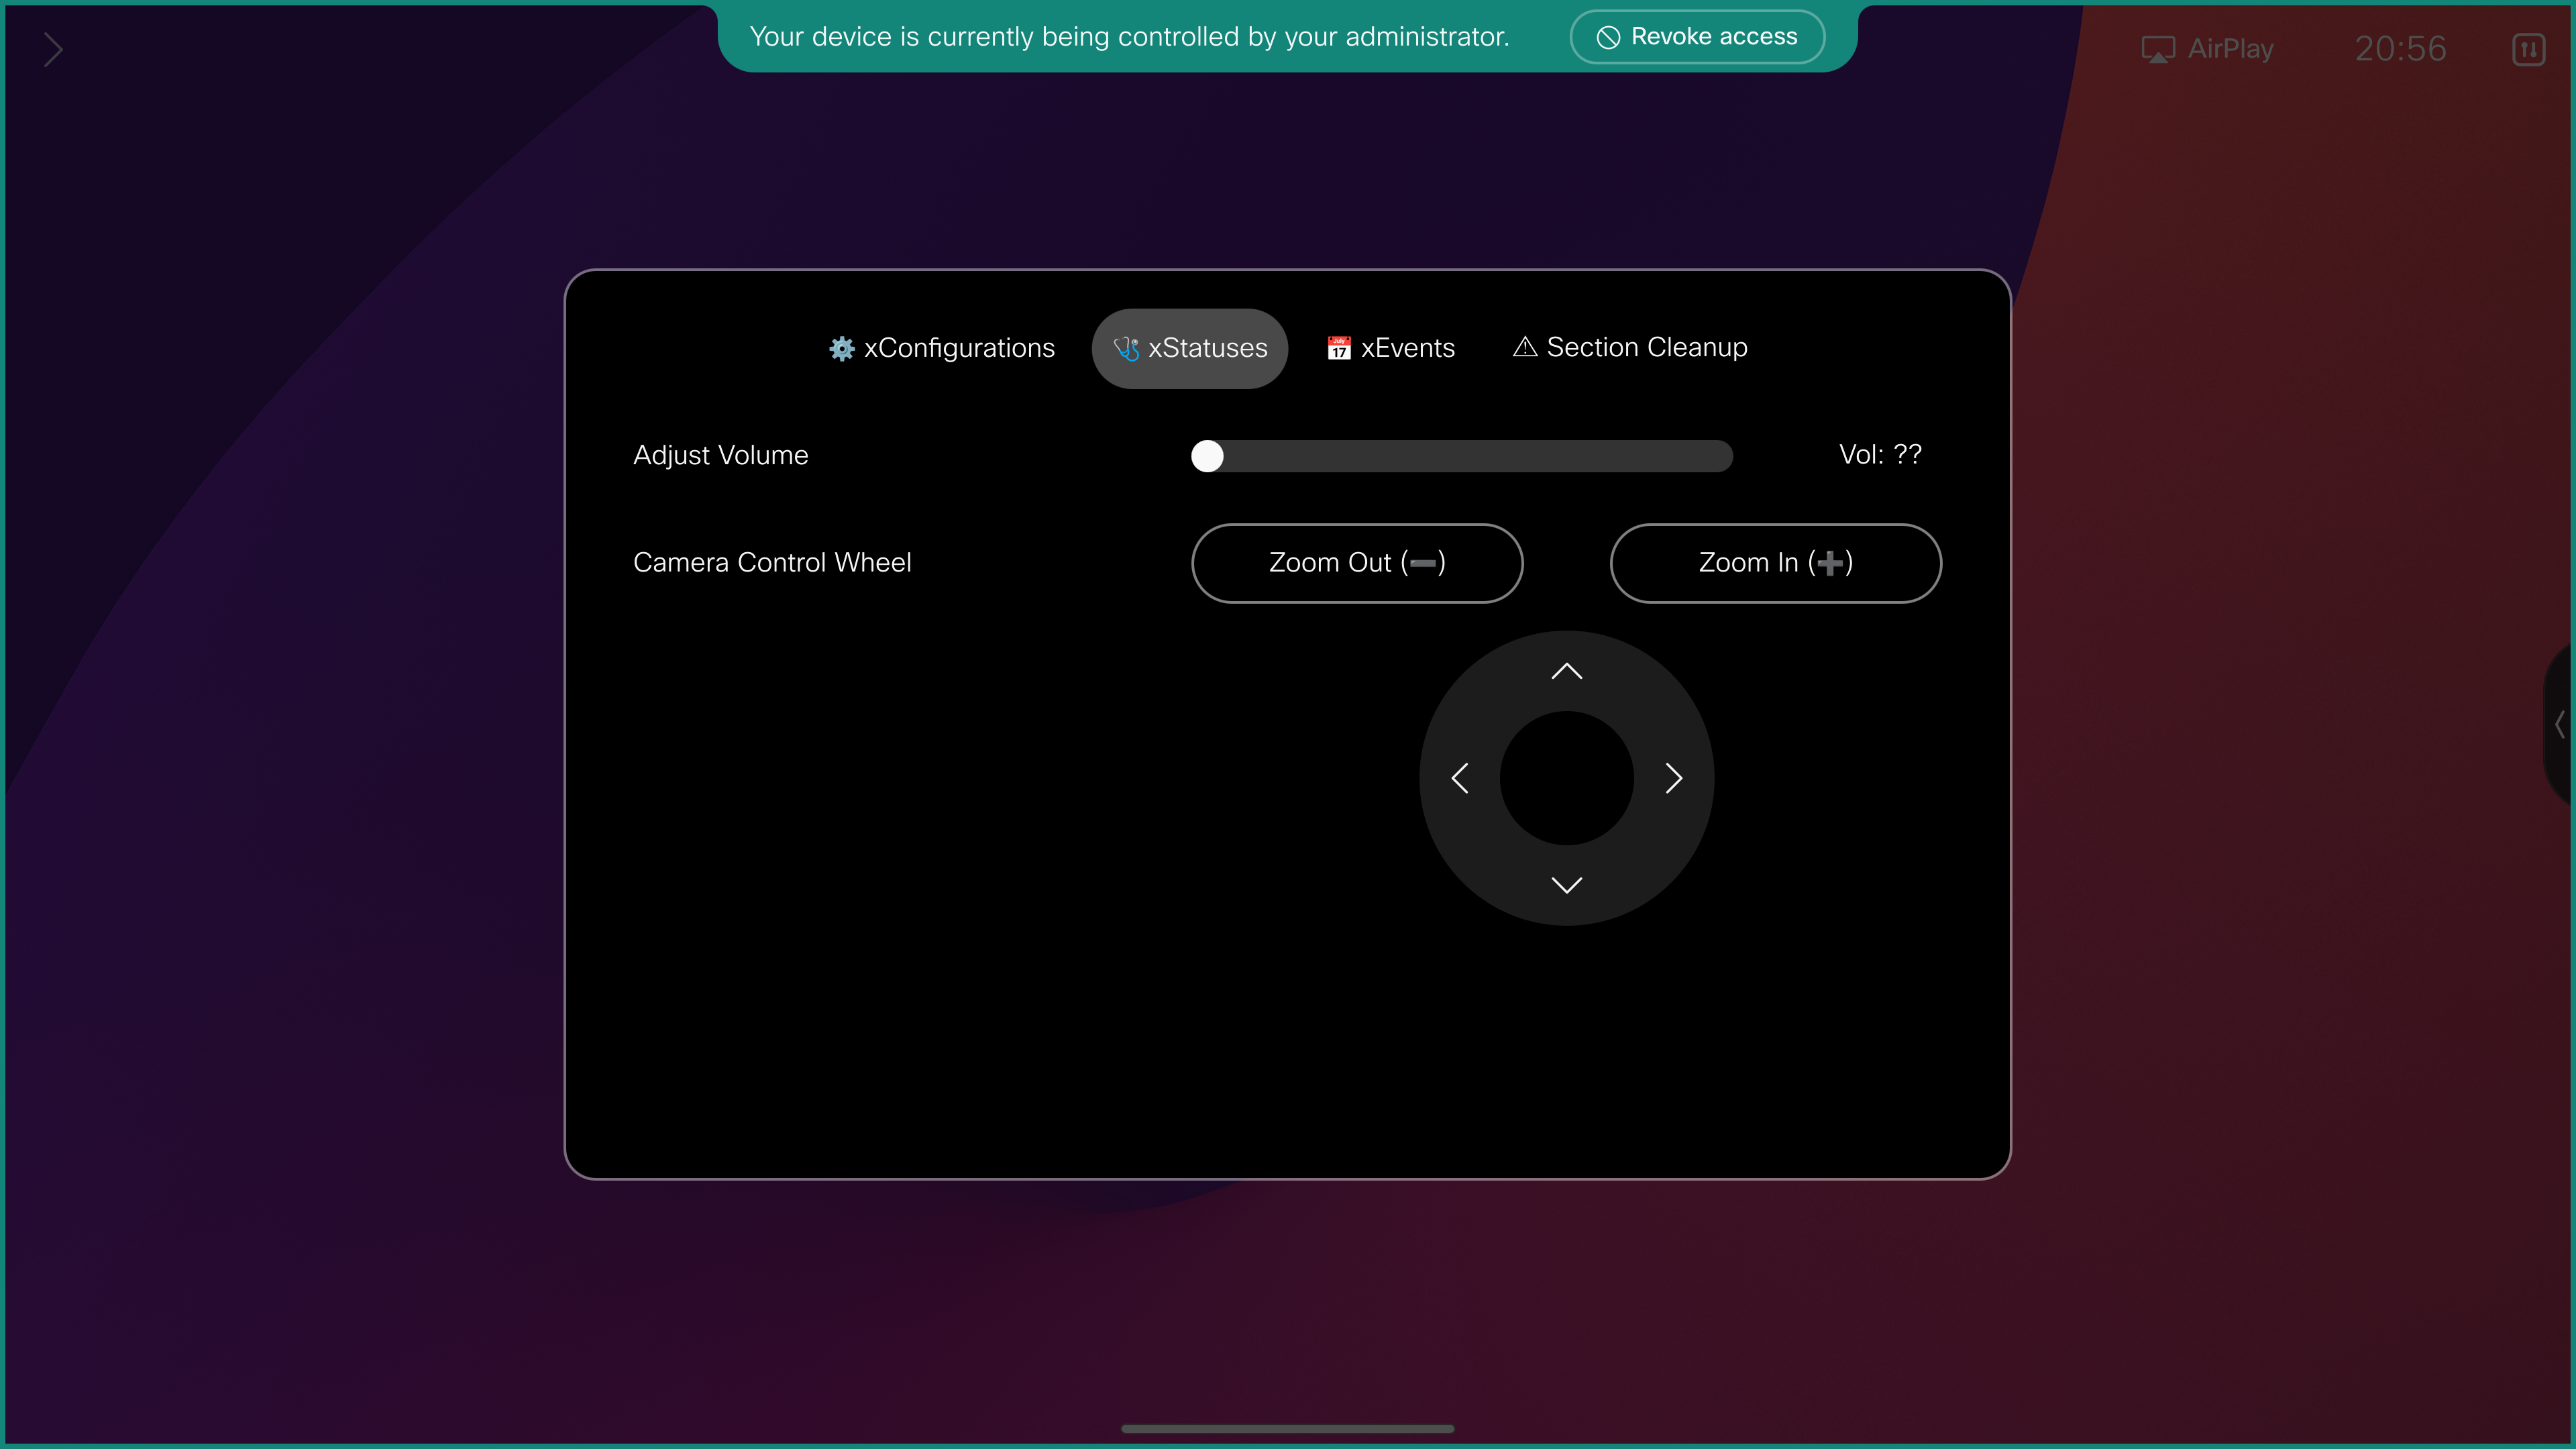 Your device is currently being controlled by your administrator.
Revoke access
AirPlay
20:56
⚙️ xConfigurations
🩺 xStatuses
📅 xEvents
⚠ Section Cleanup
Adjust Volume
Vol: ??
Camera Control Wheel
Zoom Out (➖)
Zoom In (➕)